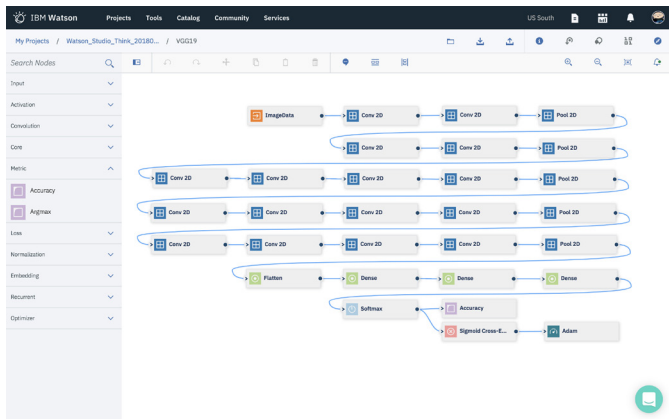 IBM Watson Projects Tools Catalog Community Services US South
My Projects / Watson_Studio_Think_20180... / VGG19
Search Nodes
Input
Activation
Convolution
Core
Metric
Accuracy
Argmax
Loss
Normalization
Embedding
Recurrent
Optimizer
ImageData Conv 2D Conv 2D Pool 2D
Conv 2D Conv 2D Pool 2D
Conv 2D Conv 2D Conv 2D Conv 2D Pool 2D
Conv 2D Conv 2D Conv 2D Conv 2D Pool 2D
Conv 2D Conv 2D Conv 2D Conv 2D Pool 2D
Flatten Dense Dense Dense
Softmax Accuracy
Sigmoid Cross-E... Adam